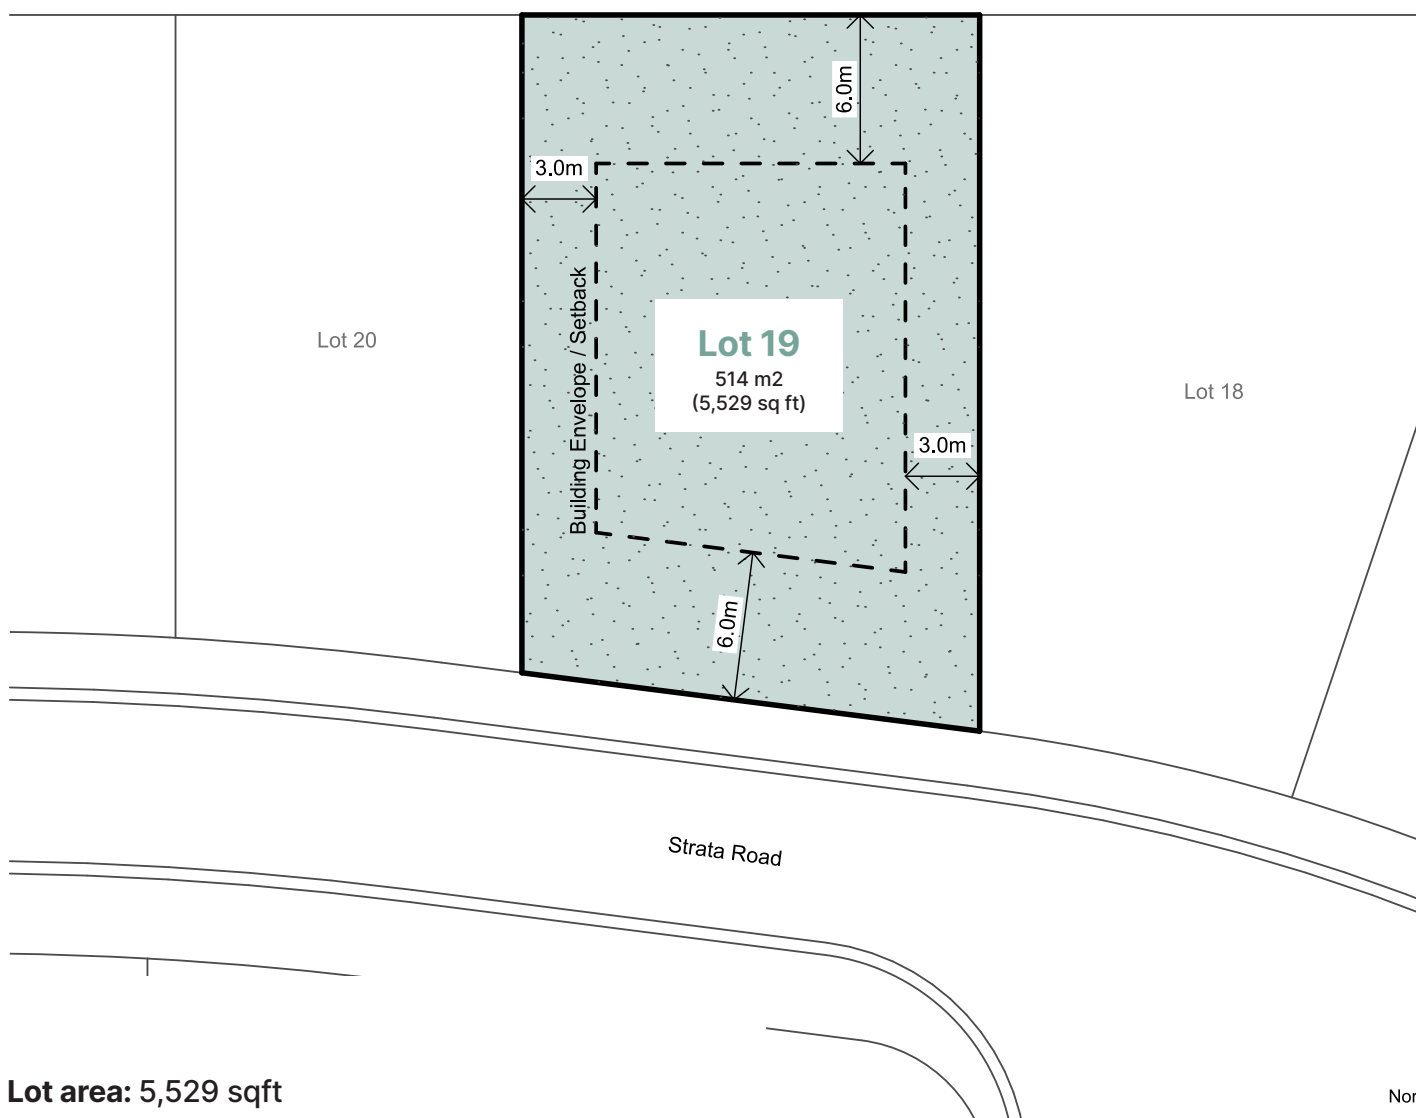 6.0m
3.0m
Building Envelope / Setback
Lot 20
Lot 19
514 m2
(5,529 sq ft)
Lot 18
3.0m
6.0m
Strata Road
Lot area: 5,529 sqft
Nor